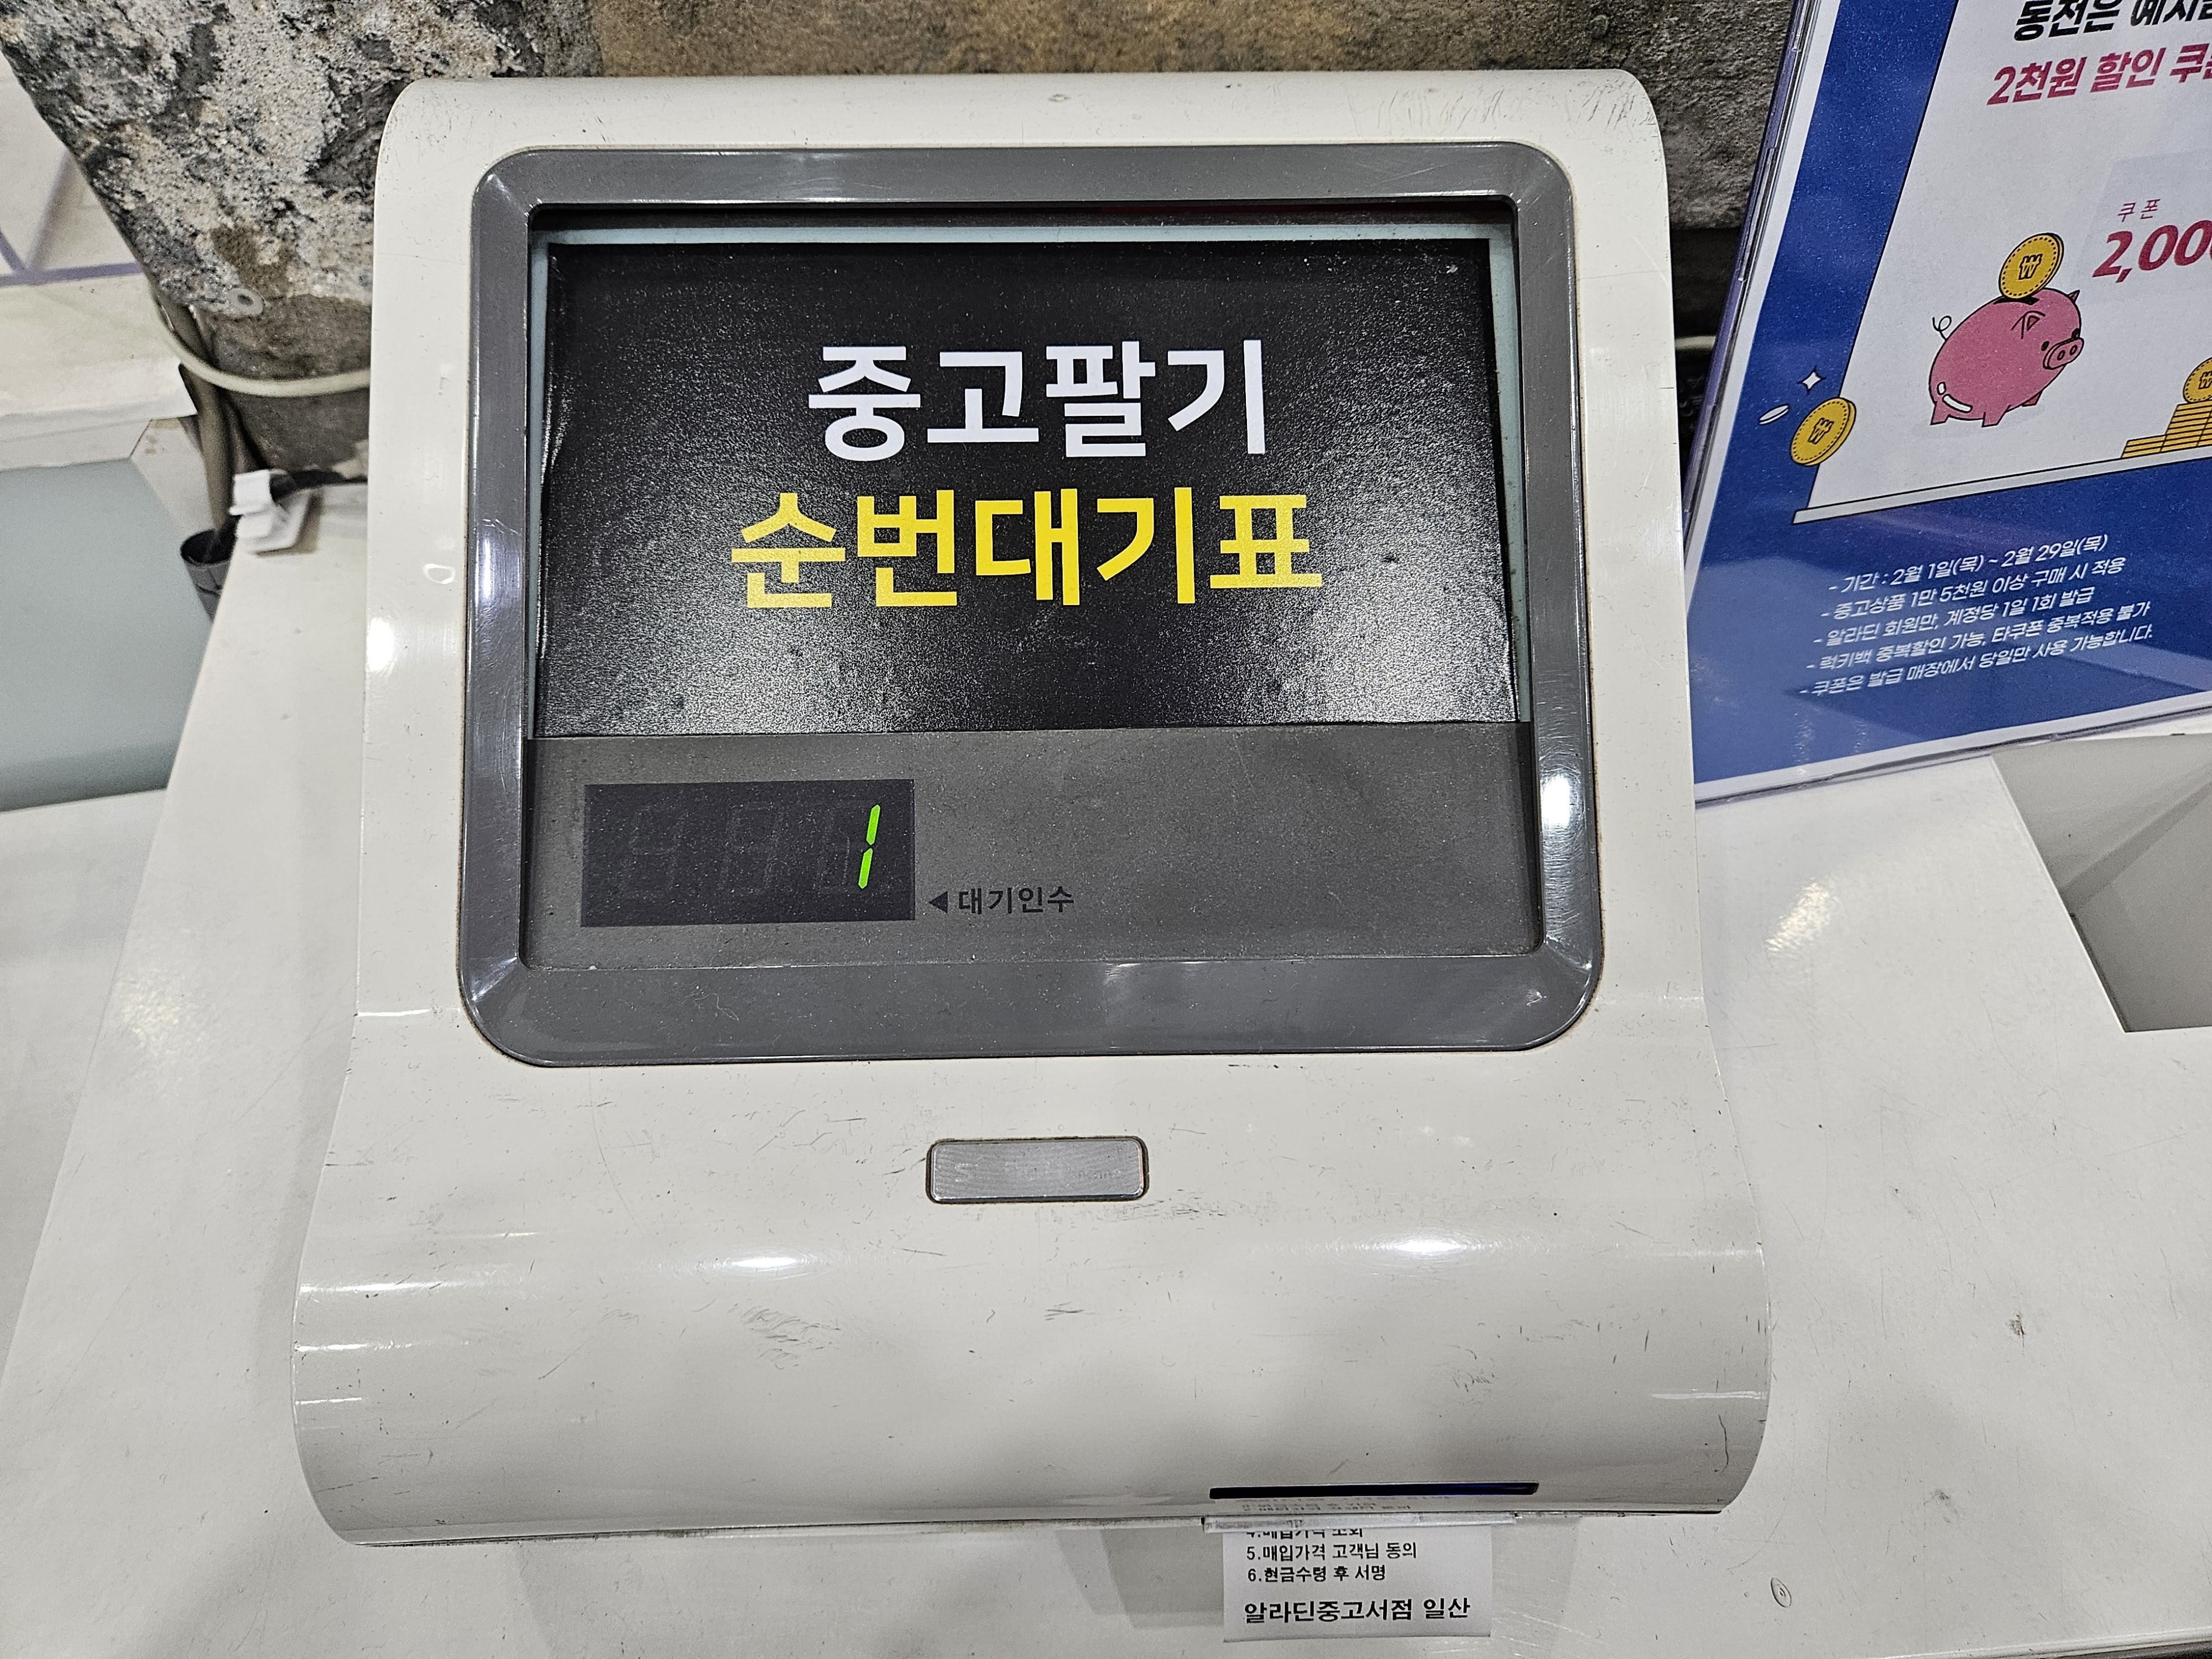 중고팔기
순번대기표
1
◀ 대기인수
동전은
2천원 할인
쿠폰
2,00
- 기간 : 2월 1일(목) ~ 2월 29일(목)
- 중고상품 1만 5천원 이상 구매 시 적용
- 알라딘 회원만, 계정당 1일 1회 발급
- 럭키백 중복할인 가능, 타쿠폰 중복적용 불가
- 쿠폰은 발급 매장에서 당일만 사용 가능합니다.
4.매입가격 조회
5.매입가격 고객님 동의
6.현금수령 후 서명
알라딘중고서점 일산